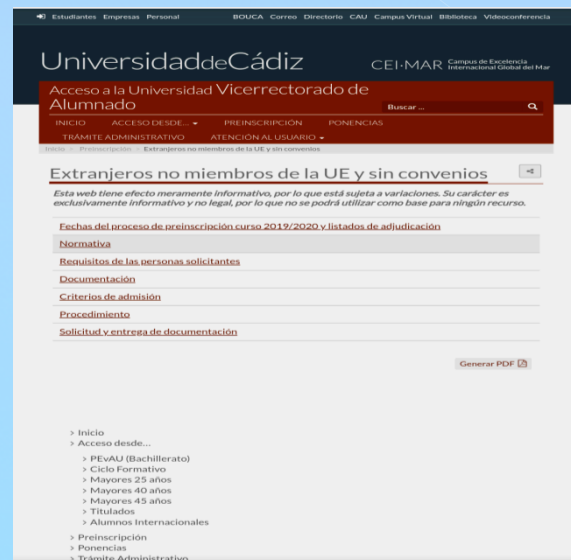 Estudiantes Empresas Personal BOUCA Correo Directorio CAU Campus Virtual Biblioteca Videoconferencia
UniversidaddeCádiz
CEI·MAR Campus de Excelencia
Internacional Global del Mar
Acceso a la Universidad Vicerrectorado de
Alumnado
Buscar ...
INICIO ACCESO DESDE... PREINSCRIPCIÓN PONENCIAS
TRÁMITE ADMINISTRATIVO ATENCIÓN AL USUARIO
Inicio > Preinscripción > Extranjeros no miembros de la UE y sin convenios
Extranjeros no miembros de la UE y sin convenios
Esta web tiene efecto meramente informativo, por lo que está sujeta a variaciones. Su carácter es
exclusivamente informativo y no legal, por lo que no se podrá utilizar como base para ningún recurso.
Fechas del proceso de preinscripción curso 2019/2020 y listados de adjudicación
Normativa
Requisitos de las personas solicitantes
Documentación
Criterios de admisión
Procedimiento
Solicitud y entrega de documentación
Generar PDF
> Inicio
> Acceso desde...
> PEvAU (Bachillerato)
> Ciclo Formativo
> Mayores 25 años
> Mayores 40 años
> Mayores 45 años
> Titulados
> Alumnos Internacionales
> Preinscripción
> Ponencias
> Trámite Administrativo